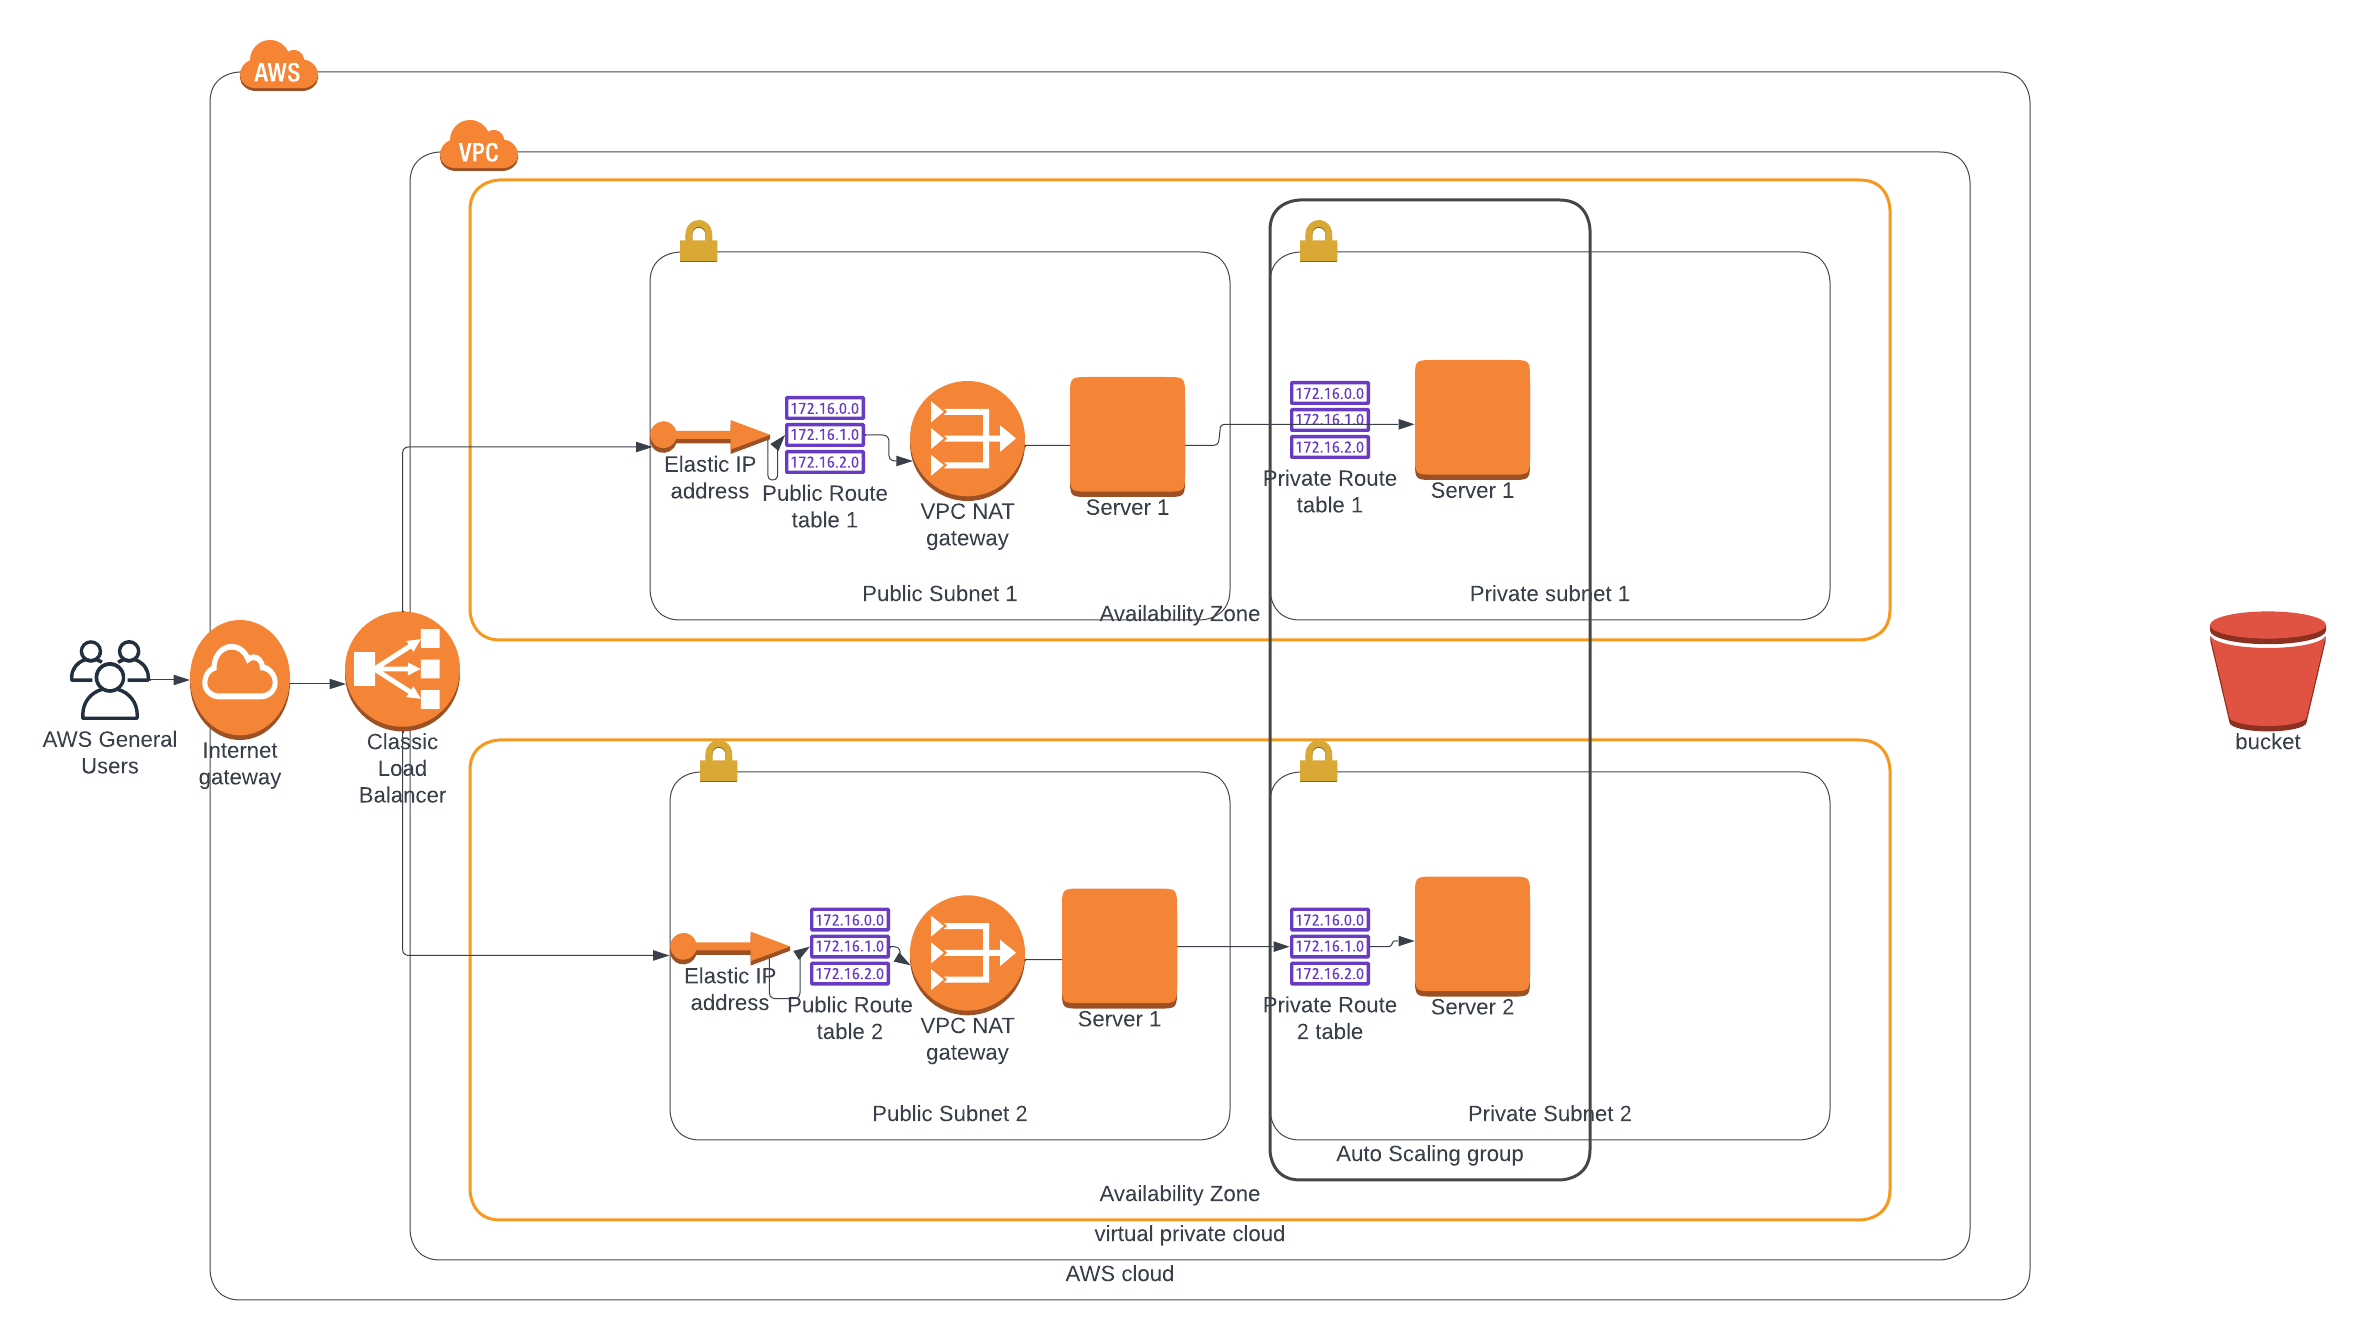 AWS
VPC
172.16.0.0
172.16.1.0
172.16.2.0
Elastic IP
address
Public Route
table 1
VPC NAT
gateway
Server 1
172.16.0.0
172.16.1.0
172.16.2.0
Private Route
table 1
Server 1
Public Subnet 1
Private subnet 1
Availability Zone
AWS General
Users
Internet
gateway
Classic
Load
Balancer
bucket
172.16.0.0
172.16.1.0
172.16.2.0
Elastic IP
address
Public Route
table 2
VPC NAT
gateway
Server 1
172.16.0.0
172.16.1.0
172.16.2.0
Private Route
2 table
Server 2
Public Subnet 2
Private Subnet 2
Auto Scaling group
Availability Zone
virtual private cloud
AWS cloud